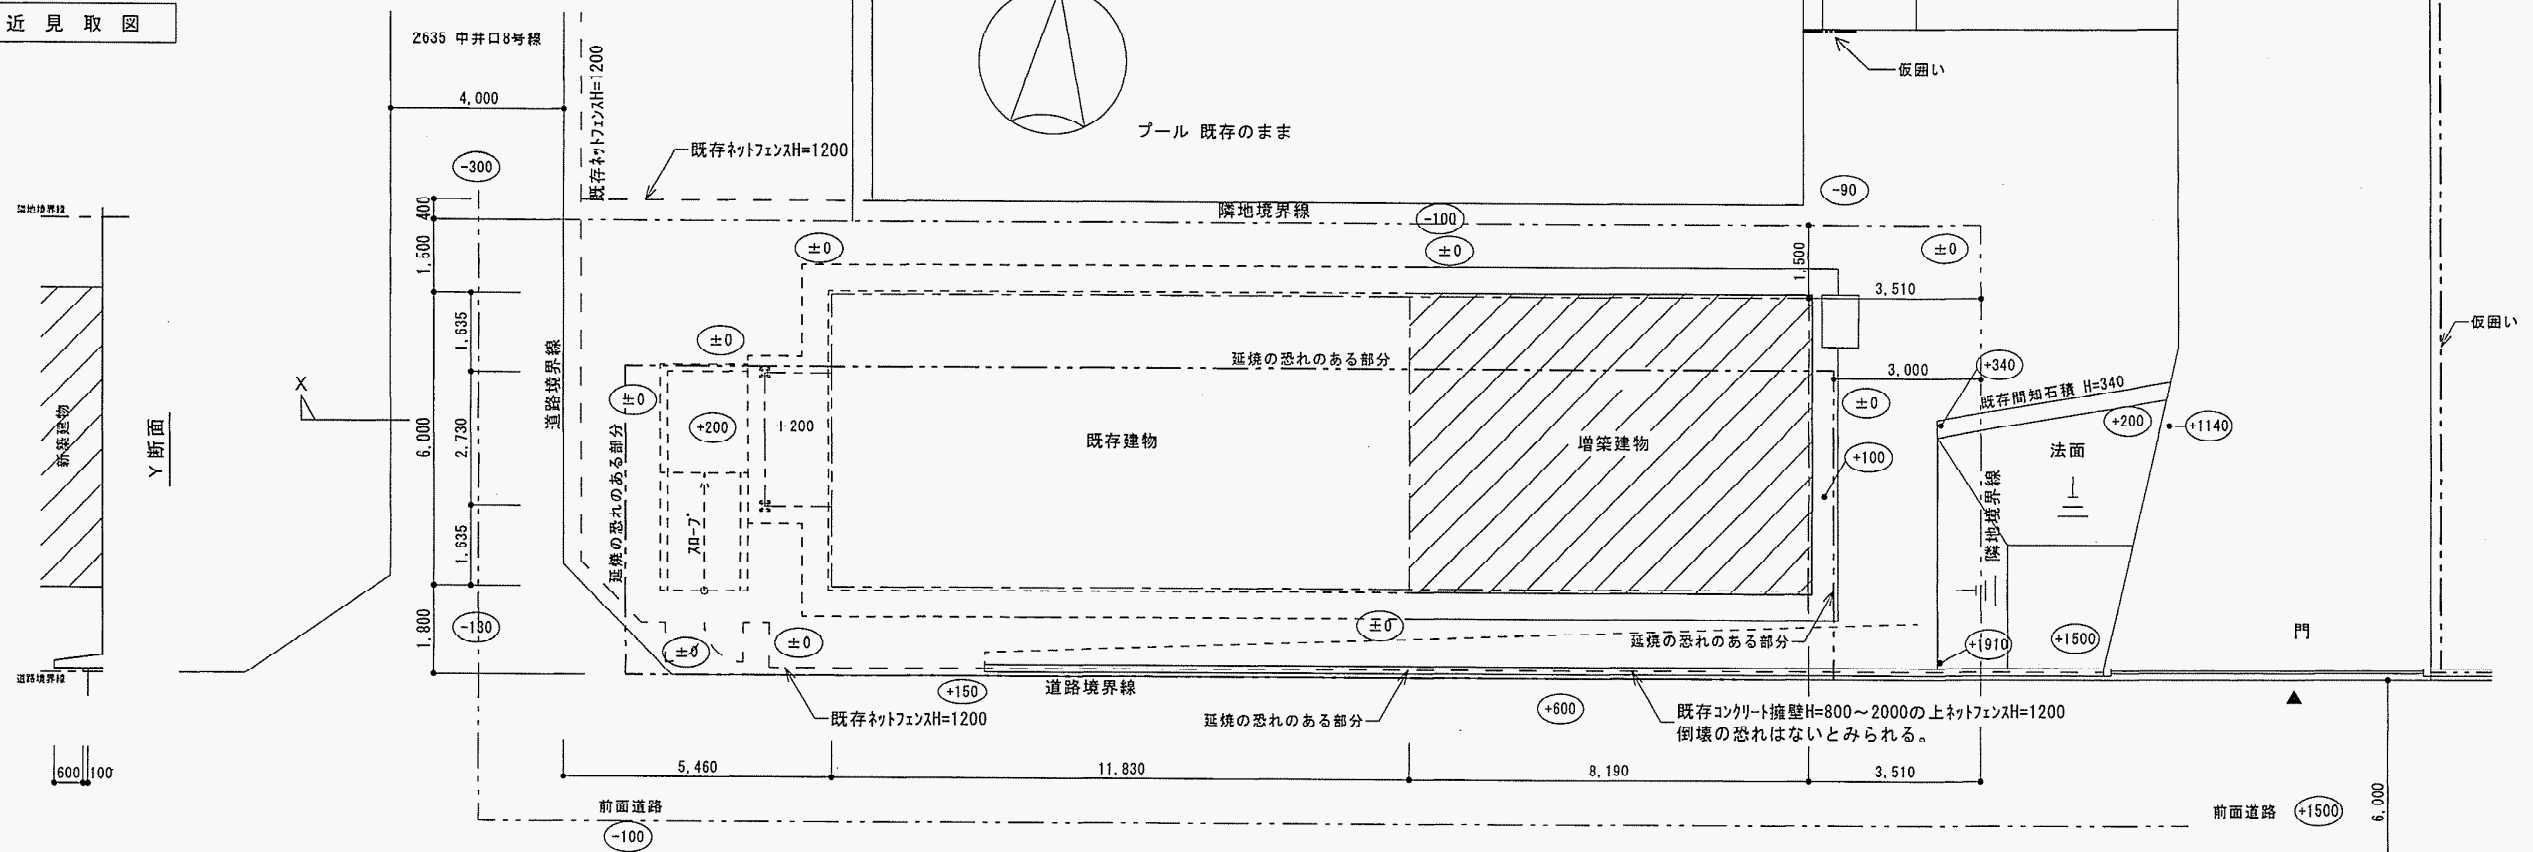 近 見 取 図
2635 中井口8号線
4,000
既存ネットフェンスH=1200
-300
既存ネットフェンスH=1200
プール 既存のまま
仮囲い
-90
隣地境界線
隣地境界線
-100
400
1,500
±0
±0
±0
1,500
3,510
仮囲い
1,635
±0
延焼の恐れのある部分
3,000
+340
既存間知石積 H=340
X
道路境界線
±0
±0
+200
1 200
既存建物
増築建物
+200
+1140
新築建物
Y 断面
6,000
2,730
法面
+100
延焼の恐れのある部分
スロープ
隣地境界線
1,635
1,800
-130
±0
±0
±0
延焼の恐れのある部分
+1910
+1500
門
道路境界線
+150
道路境界線
既存ネットフェンスH=1200
延焼の恐れのある部分
+600
既存コンクリート擁壁H=800～2000の上ネットフェンスH=1200
倒壊の恐れはないとみられる。
600
100
5,460
11.830
8,190
3,510
前面道路
-100
前面道路
+1500
6,000